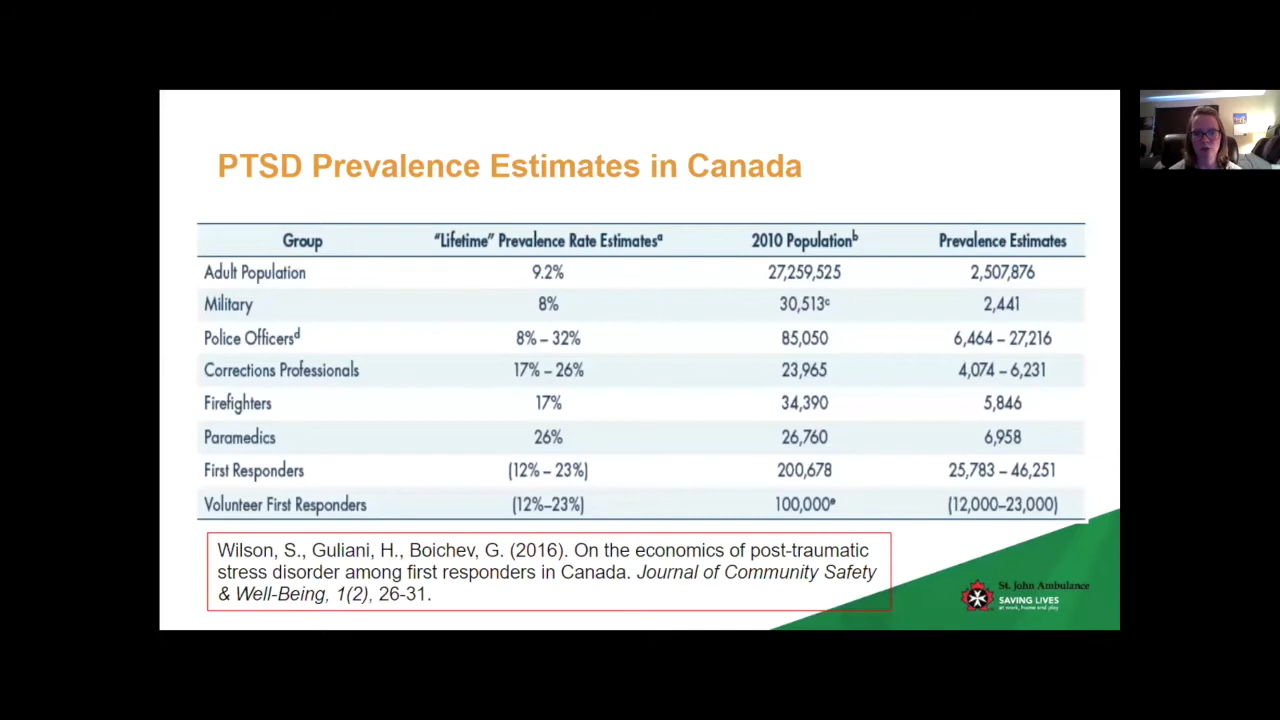 PTSD Prevalence Estimates in Canada
Group "Lifetime" Prevalence Rate Estimatesᵃ 2010 Populationᵇ Prevalence Estimates
Adult Population 9.2% 27,259,525 2,507,876
Military 8% 30,513ᶜ 2,441
Police Officersᵈ 8% – 32% 85,050 6,464 – 27,216
Corrections Professionals 17% – 26% 23,965 4,074 – 6,231
Firefighters 17% 34,390 5,846
Paramedics 26% 26,760 6,958
First Responders (12% – 23%) 200,678 25,783 – 46,251
Volunteer First Responders (12%–23%) 100,000ᵉ (12,000–23,000)
Wilson, S., Guliani, H., Boichev, G. (2016). On the economics of post-traumatic
stress disorder among first responders in Canada. Journal of Community Safety
& Well-Being, 1(2), 26-31.
St. John Ambulance
SAVING LIVES
at work, home and play